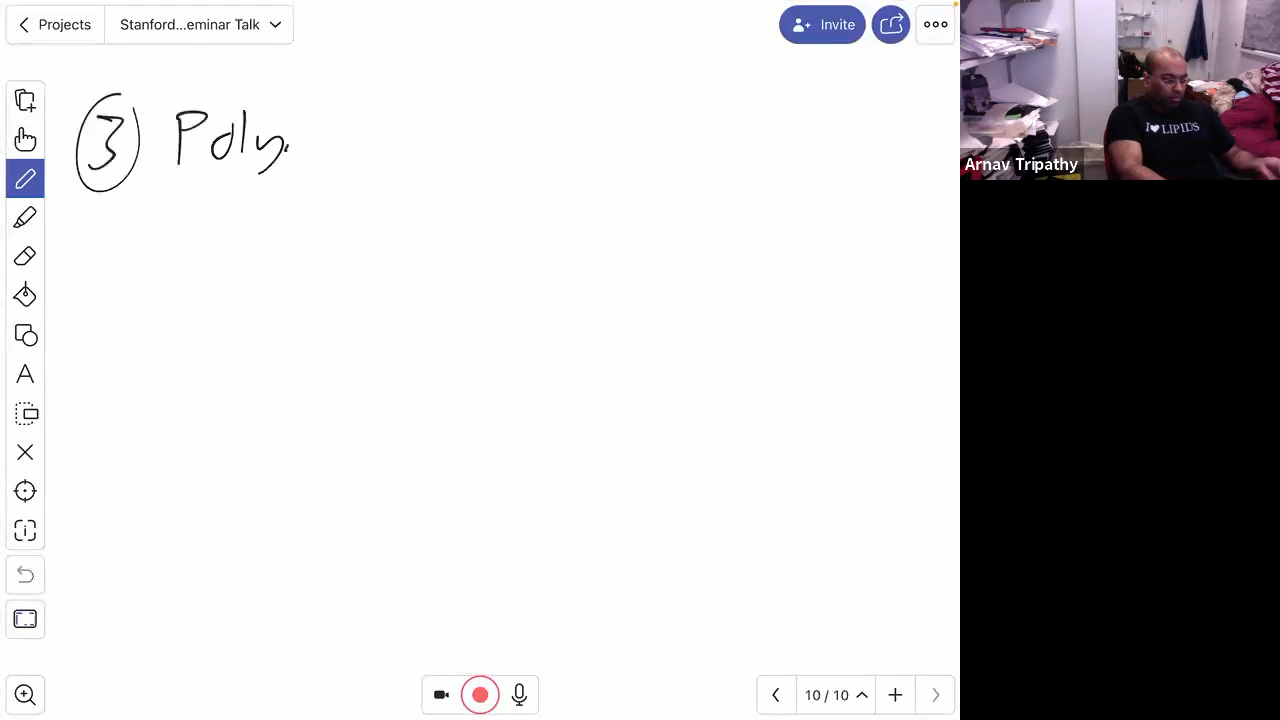 Projects
Stanford...eminar Talk
Invite
③ Poly
A
10 / 10
I ♥ LIPIDS
Arnav Tripathy